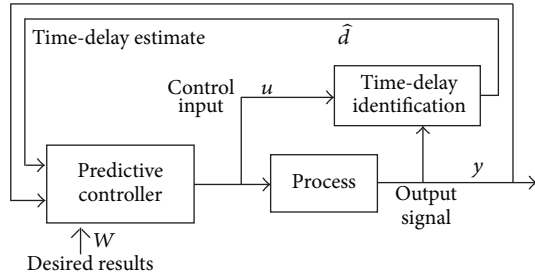 Time-delay estimate
d̂
Control
input
u
Time-delay
identification
Predictive
controller
Process
y
Output
signal
W
Desired results